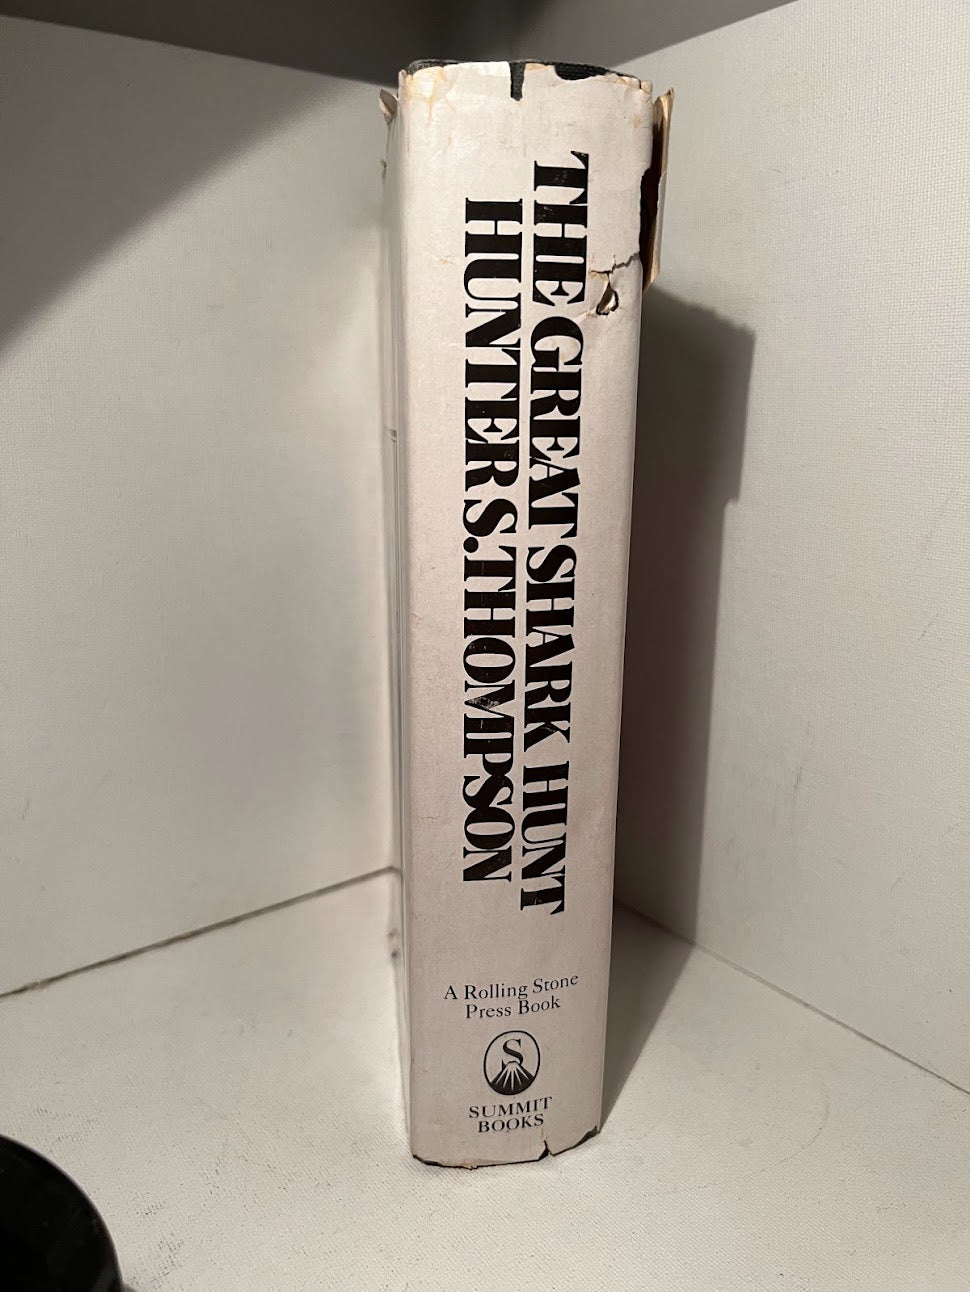 THE GREAT SHARK HUNT
HUNTER S. THOMPSON
A Rolling Stone
Press Book
S
SUMMIT
BOOKS